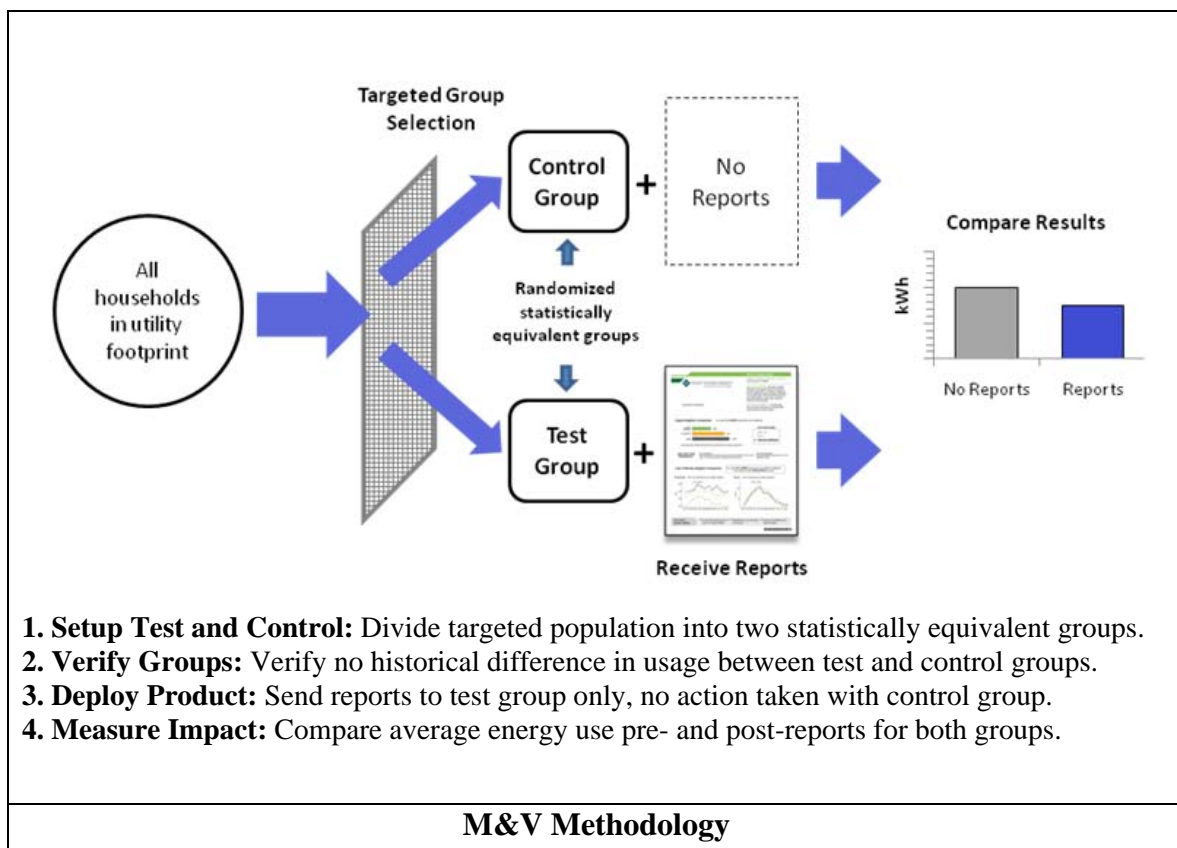 Targeted Group
Selection
All
households
in utility
footprint
Control
Group
+
No
Reports
Randomized
statistically
equivalent groups
Test
Group
+
Receive Reports
Compare Results
kWh
No Reports
Reports
1. Setup Test and Control: Divide targeted population into two statistically equivalent groups.
2. Verify Groups: Verify no historical difference in usage between test and control groups.
3. Deploy Product: Send reports to test group only, no action taken with control group.
4. Measure Impact: Compare average energy use pre- and post-reports for both groups.
M&V Methodology